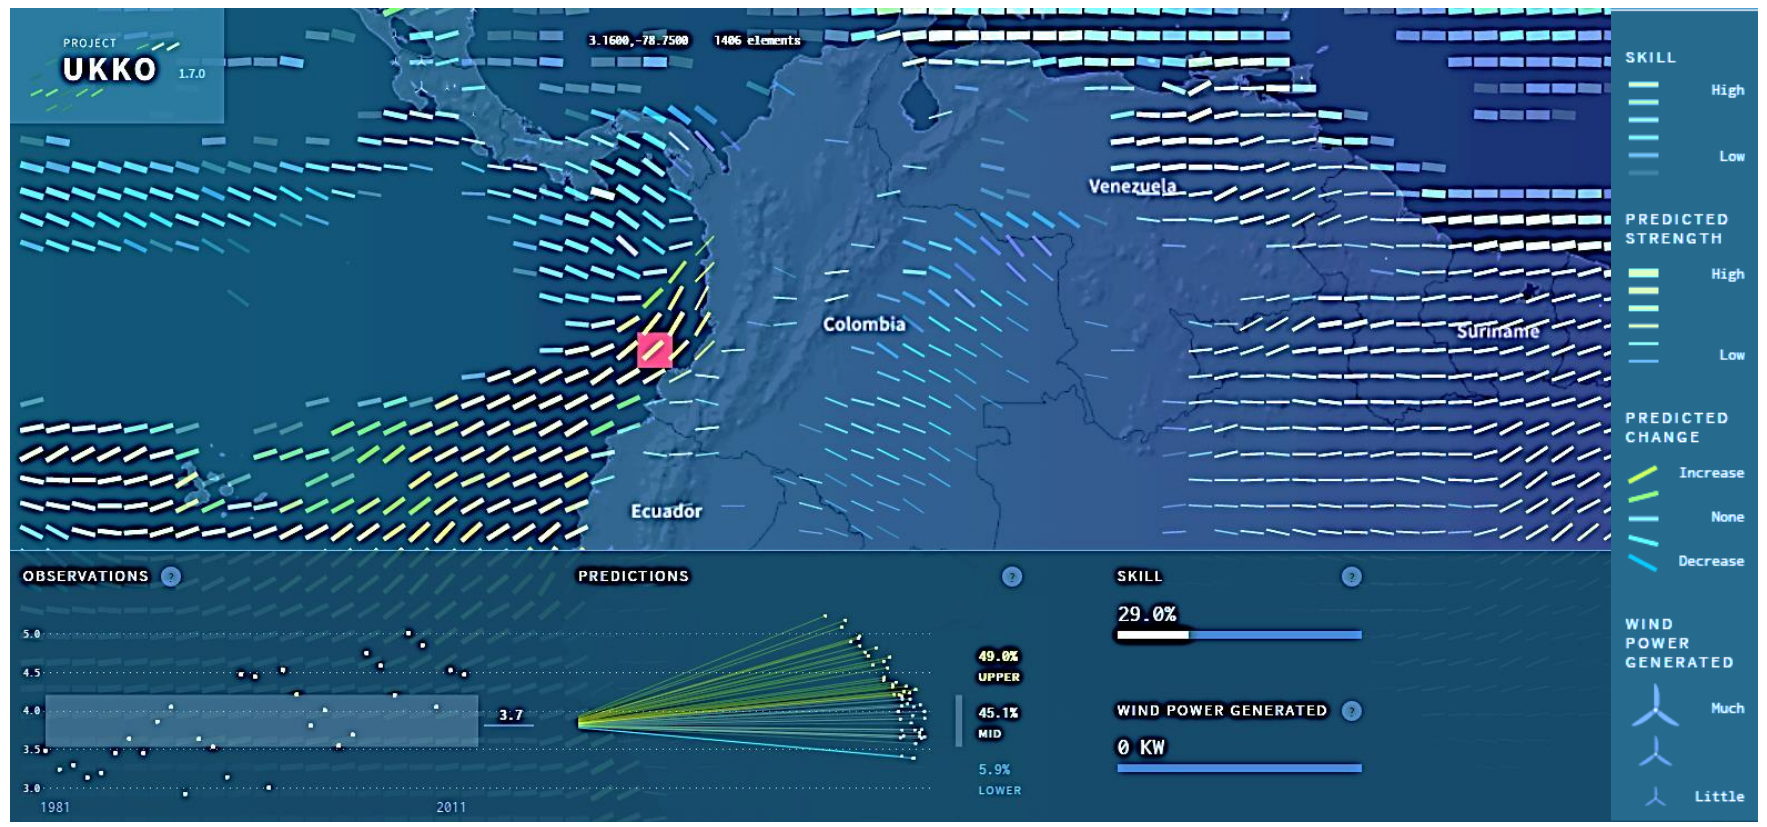 PROJECT
UKKO 1.7.0
3.1600,-78.7500 1406 elements
Venezuela
Colombia
Suriname
Ecuador
SKILL
High
Low
PREDICTED
STRENGTH
High
Low
PREDICTED
CHANGE
Increase
None
Decrease
WIND
POWER
GENERATED
Much
Little
OBSERVATIONS ?
5.0
4.5
4.0
3.5
3.0
3.7
1981 2011
PREDICTIONS ?
49.0%
UPPER
45.1%
MID
5.9%
LOWER
SKILL ?
29.0%
WIND POWER GENERATED ?
0 KW